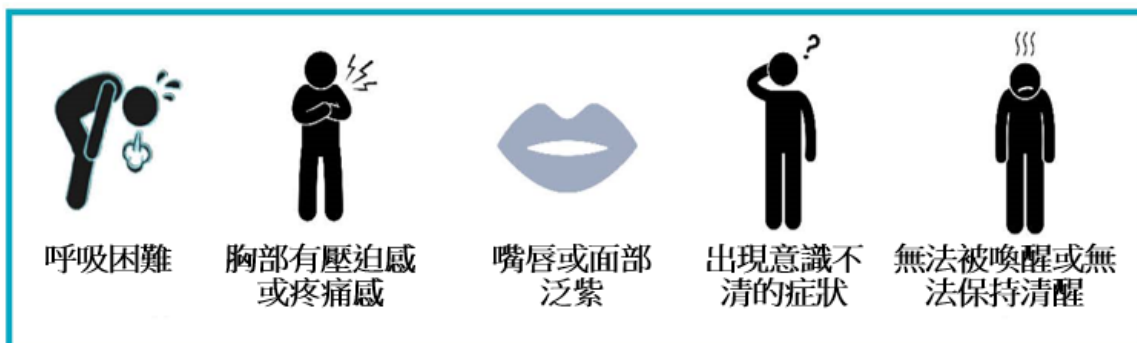 ?
呼吸困難
胸部有壓迫感
或疼痛感
嘴唇或面部
泛紫
出現意識不
清的症狀
無法被喚醒或無
法保持清醒